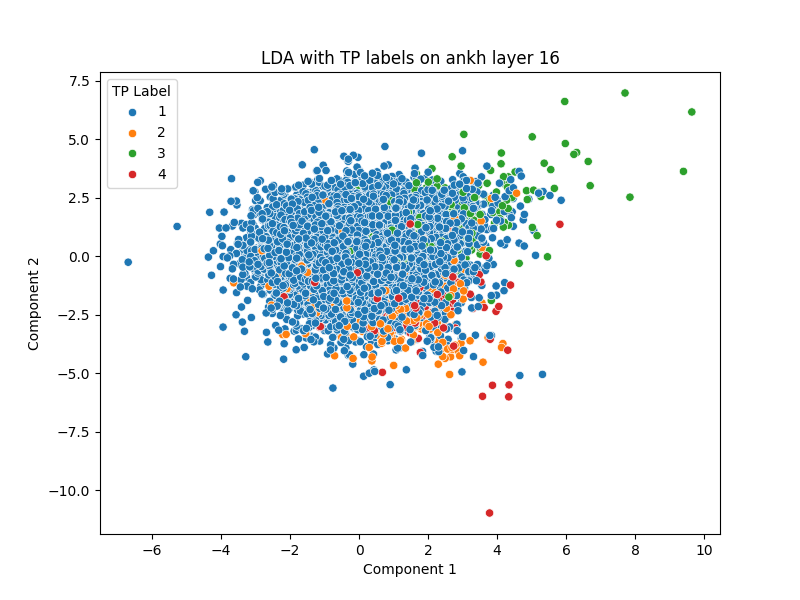 LDA with TP labels on ankh layer 16
TP Label
1
2
3
4
7.5
5.0
2.5
0.0
−2.5
−5.0
−7.5
−10.0
Component 2
−6 −4 −2 0 2 4 6 8 10
Component 1